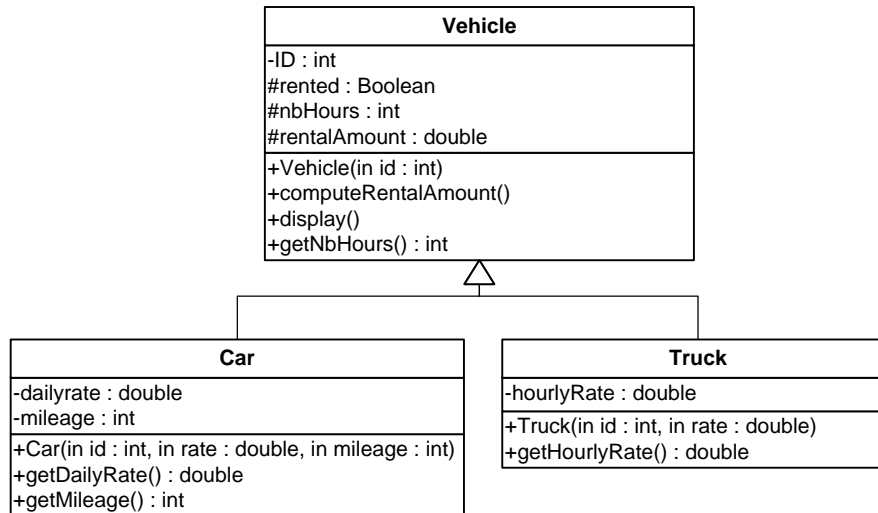 Vehicle
-ID : int
#rented : Boolean
#nbHours : int
#rentalAmount : double
+Vehicle(in id : int)
+computeRentalAmount()
+display()
+getNbHours() : int
Car
-dailyrate : double
-mileage : int
+Car(in id : int, in rate : double, in mileage : int)
+getDailyRate() : double
+getMileage() : int
Truck
-hourlyRate : double
+Truck(in id : int, in rate : double)
+getHourlyRate() : double